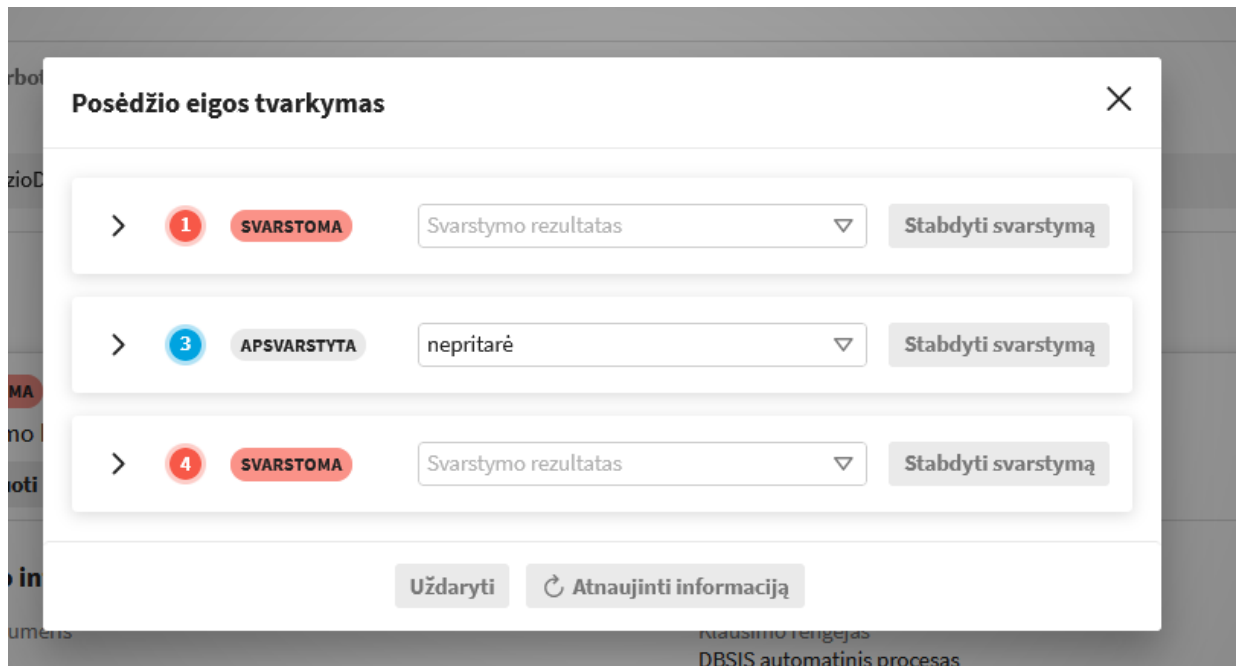 Posėdžio eigos tvarkymas
1 SVARSTOMA Svarstymo rezultatas Stabdyti svarstymą
3 APSVARSTYTA nepritarė Stabdyti svarstymą
4 SVARSTOMA Svarstymo rezultatas Stabdyti svarstymą
Uždaryti Atnaujinti informaciją
Klausimo rengėjas
DBSIS automatinis procesas